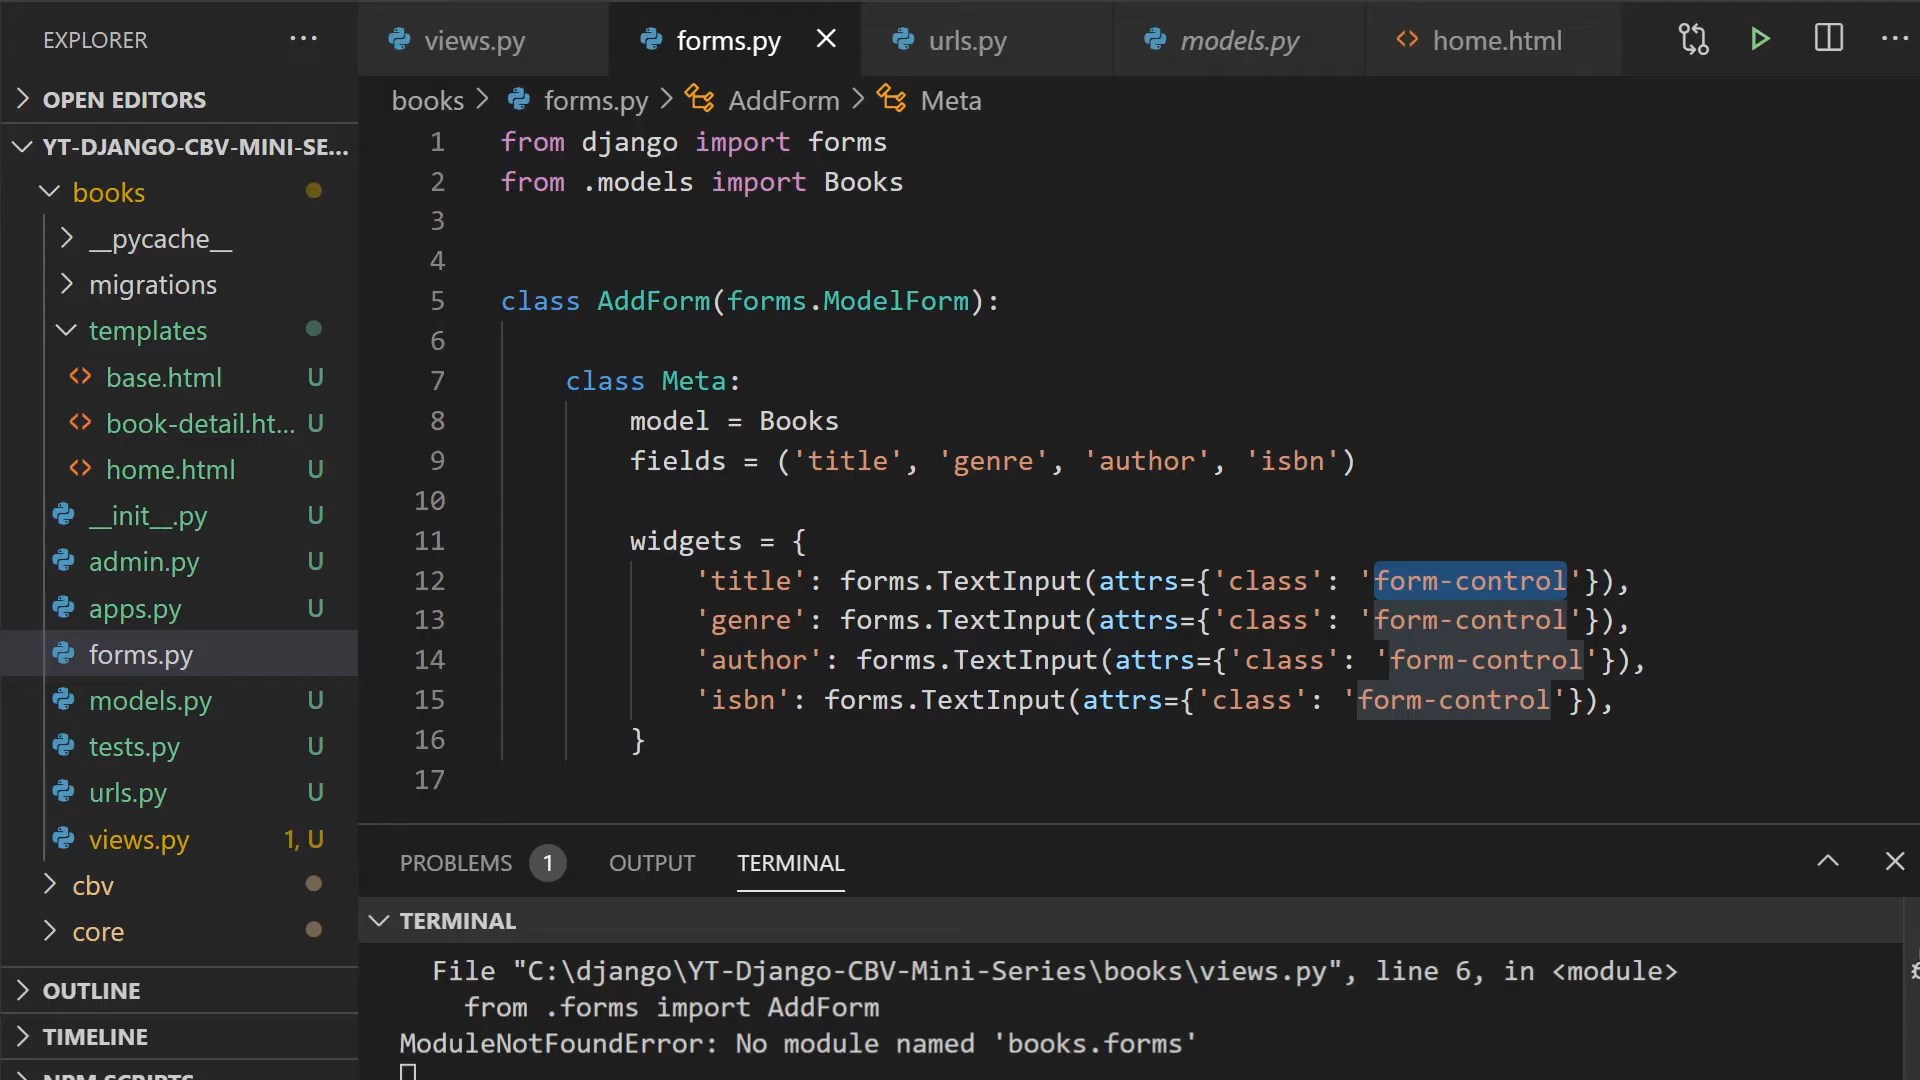 EXPLORER
OPEN EDITORS
YT-DJANGO-CBV-MINI-SE...
books
__pycache__
migrations
templates
base.html U
book-detail.ht... U
home.html U
__init__.py U
admin.py U
apps.py U
forms.py
models.py U
tests.py U
urls.py U
views.py 1, U
cbv
core
OUTLINE
TIMELINE
NPM SCRIPTS
views.py
forms.py
urls.py
models.py
home.html
books > forms.py > AddForm > Meta
1 from django import forms
2 from .models import Books
3
4
5 class AddForm(forms.ModelForm):
6
7 class Meta:
8 model = Books
9 fields = ('title', 'genre', 'author', 'isbn')
10
11 widgets = {
12 'title': forms.TextInput(attrs={'class': 'form-control'}),
13 'genre': forms.TextInput(attrs={'class': 'form-control'}),
14 'author': forms.TextInput(attrs={'class': 'form-control'}),
15 'isbn': forms.TextInput(attrs={'class': 'form-control'}),
16 }
17
PROBLEMS 1 OUTPUT TERMINAL
TERMINAL
File "C:\django\YT-Django-CBV-Mini-Series\books\views.py", line 6, in <module>
from .forms import AddForm
ModuleNotFoundError: No module named 'books.forms'